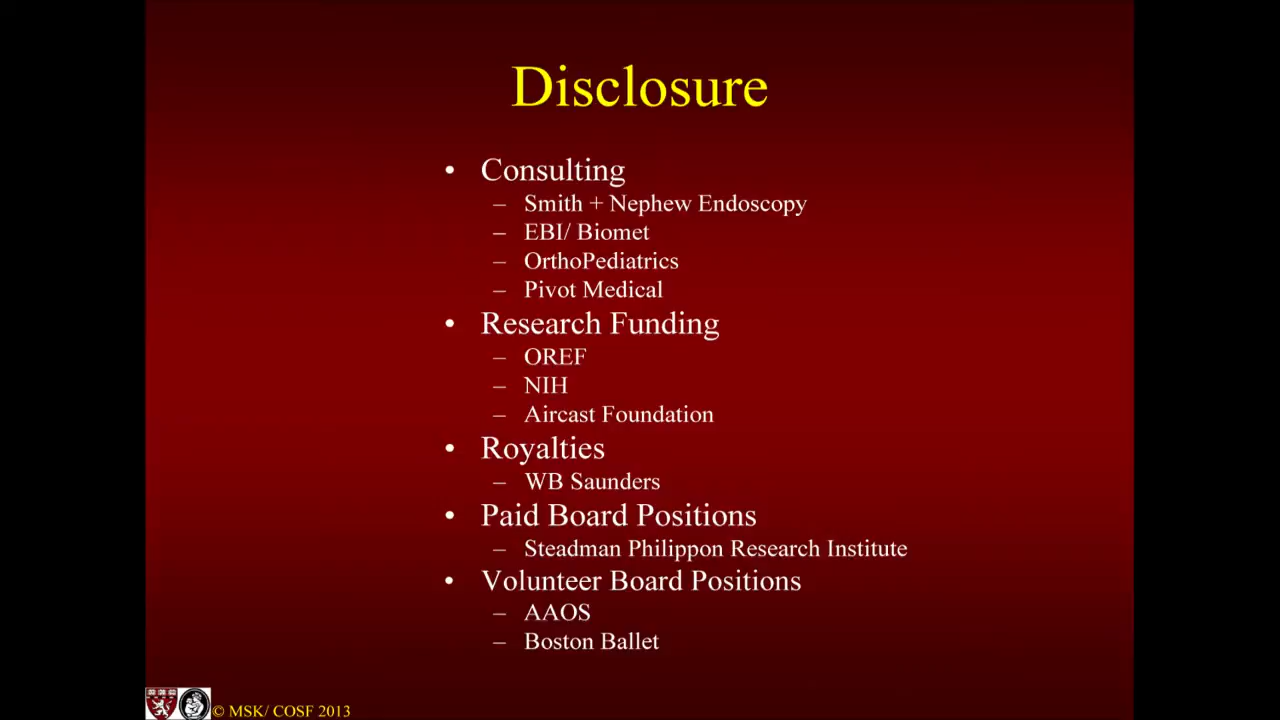 Disclosure
• Consulting
– Smith + Nephew Endoscopy
– EBI/ Biomet
– OrthoPediatrics
– Pivot Medical
• Research Funding
– OREF
– NIH
– Aircast Foundation
• Royalties
– WB Saunders
• Paid Board Positions
– Steadman Philippon Research Institute
• Volunteer Board Positions
– AAOS
– Boston Ballet
© MSK/ COSF 2013